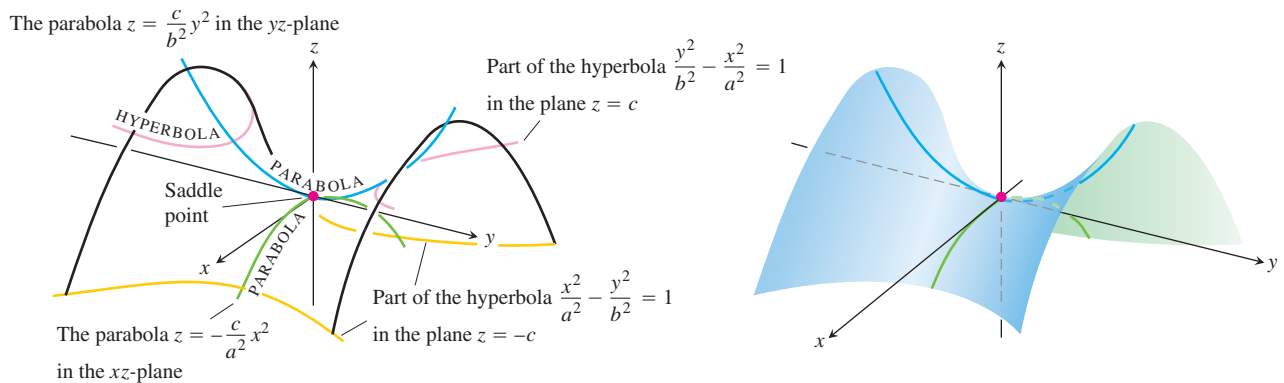 The parabola z = c/b² y² in the yz-plane
z
Part of the hyperbola y²/b² − x²/a² = 1
in the plane z = c
HYPERBOLA
PARABOLA
Saddle
point
PARABOLA
y
x
Part of the hyperbola x²/a² − y²/b² = 1
in the plane z = −c
The parabola z = −c/a² x²
in the xz-plane
z
y
x